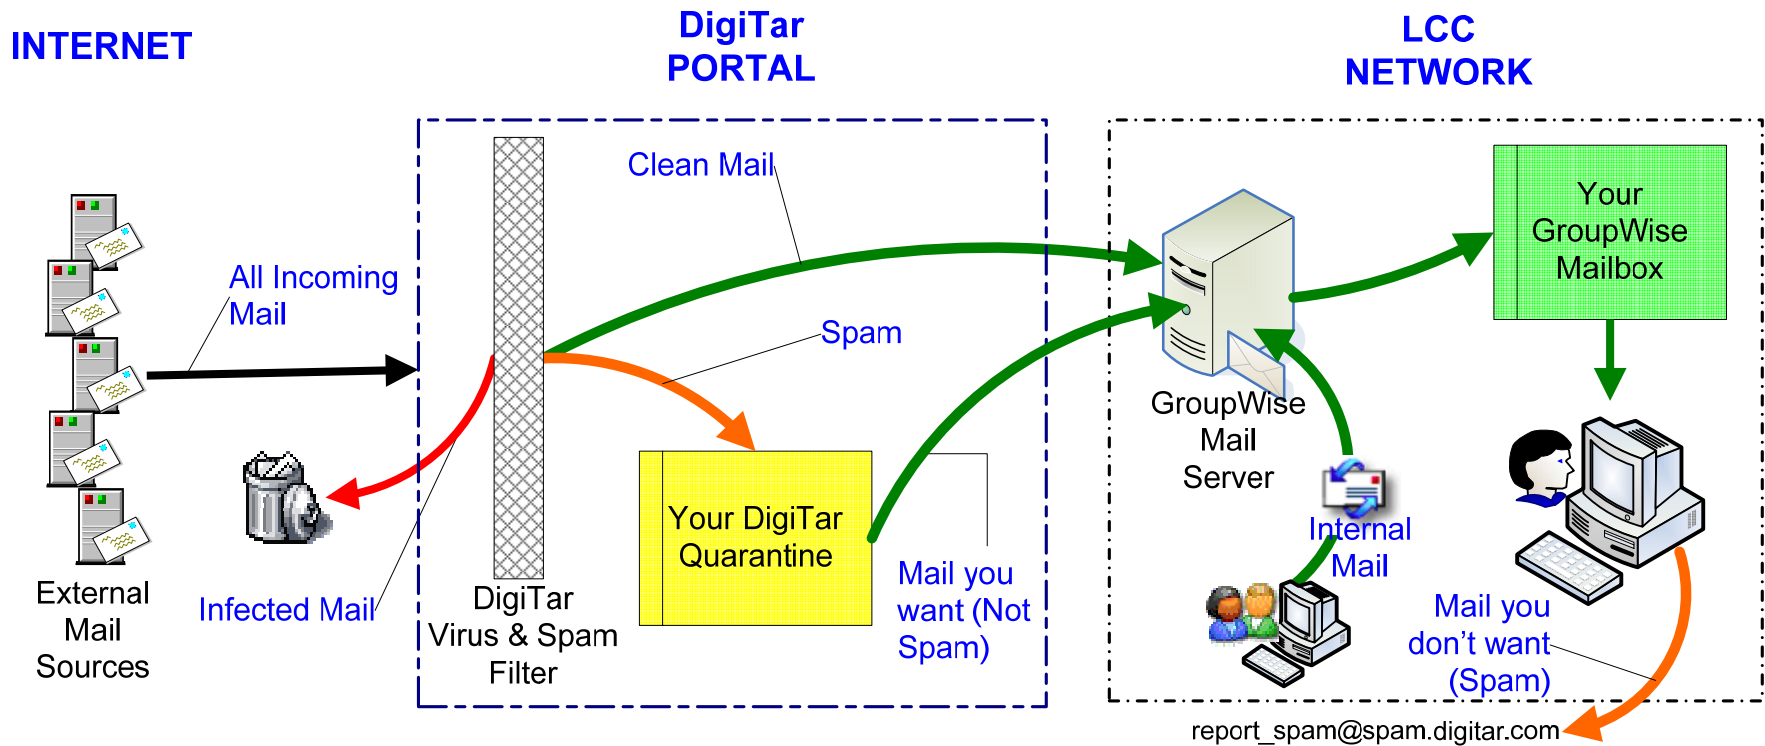 INTERNET
DigiTar
PORTAL
LCC
NETWORK
Clean Mail
Your
GroupWise
Mailbox
All Incoming
Mail
Spam
GroupWise
Mail
Server
Your DigiTar
Quarantine
Internal
Mail
External
Mail
Sources
Infected Mail
DigiTar
Virus & Spam
Filter
Mail you
want (Not
Spam)
Mail you
don't want
(Spam)
report_spam@spam.digitar.com